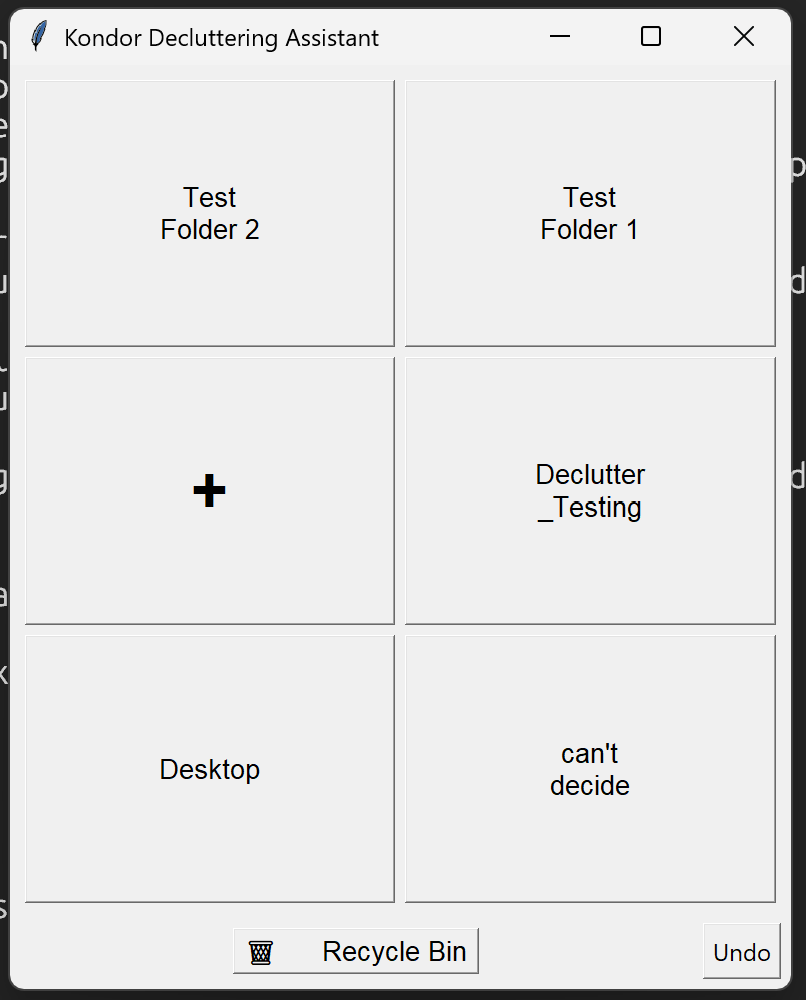 Kondor Decluttering Assistant
Test
Folder 2
Test
Folder 1
+
Declutter
_Testing
Desktop
can't
decide
Recycle Bin
Undo